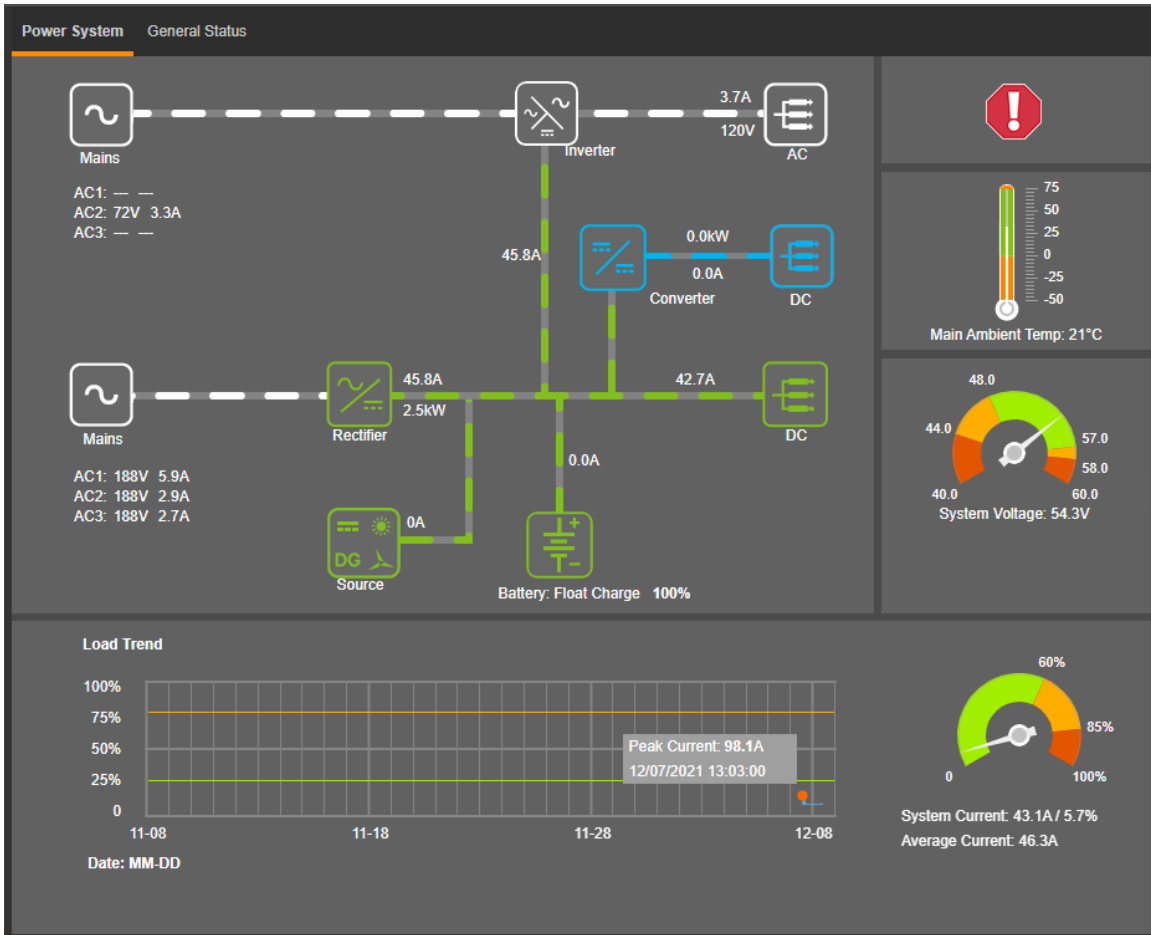 Power System General Status
Mains
AC1: --- ---
AC2: 72V 3.3A
AC3: --- ---
Inverter
3.7A
120V
AC
45.8A
0.0kW
0.0A
Converter
DC
Mains
AC1: 188V 5.9A
AC2: 188V 2.9A
AC3: 188V 2.7A
45.8A
2.5kW
Rectifier
42.7A
DC
0.0A
DG
0A
Source
Battery: Float Charge 100%
75
50
25
0
-25
-50
Main Ambient Temp: 21°C
48.0
44.0
57.0
58.0
40.0
60.0
System Voltage: 54.3V
Load Trend
100%
75%
50%
25%
0
Peak Current: 98.1A
12/07/2021 13:03:00
11-08 11-18 11-28 12-08
Date: MM-DD
60%
85%
0
100%
System Current: 43.1A / 5.7%
Average Current: 46.3A